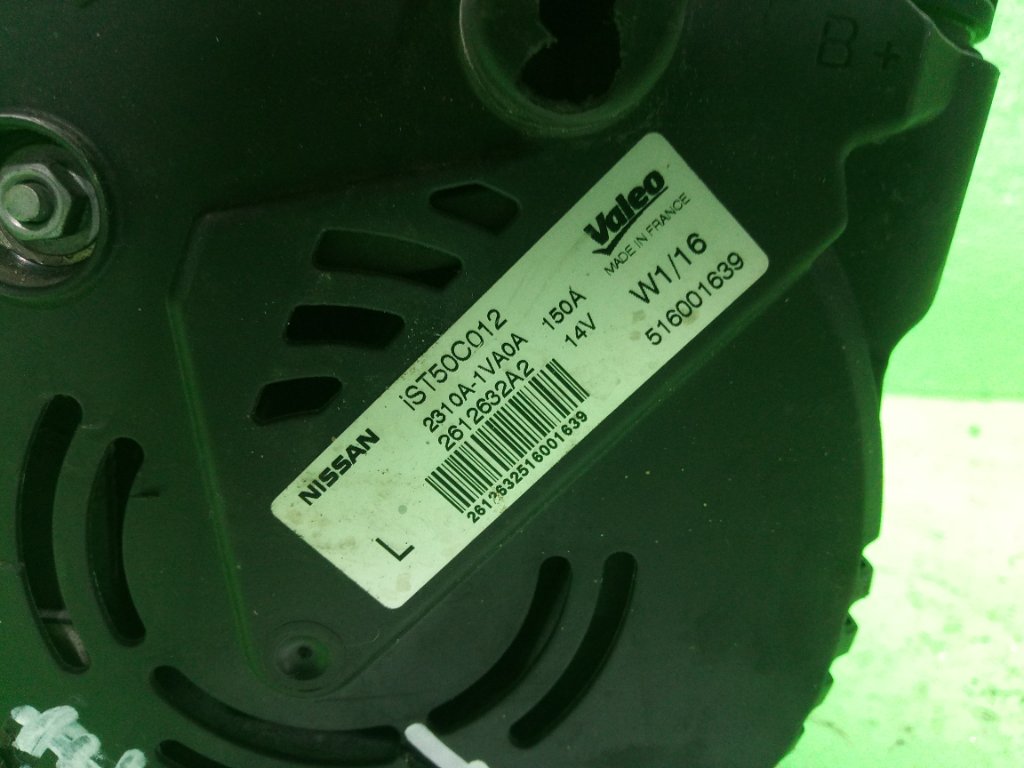 B+
Valeo
MADE IN FRANCE
W1/16
516001639
iST50C012
2310A-1VA0A 150A
2612632A2 14V
2612632516001639
NISSAN
L